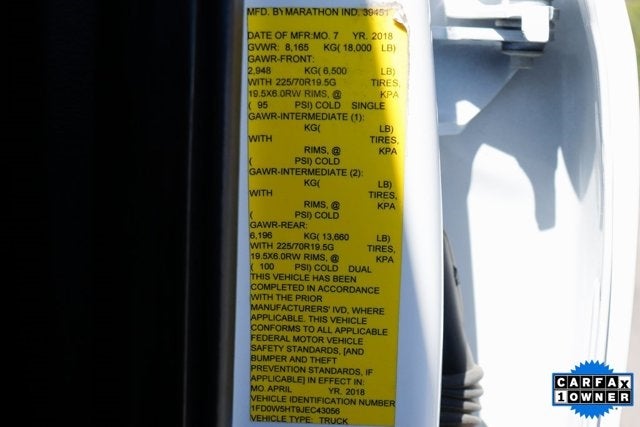 MFD. BY MARATHON IND. 39451
DATE OF MFR: MO. 7 YR. 2018
GVWR: 8,165 KG( 18,000 LB)
GAWR-FRONT:
2,948 KG( 6,500 LB)
WITH 225/70R19.5G TIRES,
19.5X6.0RW RIMS, @ KPA
( 95 PSI) COLD SINGLE
GAWR-INTERMEDIATE (1):
KG( LB)
WITH TIRES,
RIMS, @ KPA
( PSI) COLD
GAWR-INTERMEDIATE (2):
KG( LB)
WITH TIRES,
RIMS, @ KPA
( PSI) COLD
GAWR-REAR:
6,196 KG( 13,660 LB)
WITH 225/70R19.5G TIRES,
19.5X6.0RW RIMS, @ KPA
( 100 PSI) COLD DUAL
THIS VEHICLE HAS BEEN
COMPLETED IN ACCORDANCE
WITH THE PRIOR
MANUFACTURERS' IVD, WHERE
APPLICABLE. THIS VEHICLE
CONFORMS TO ALL APPLICABLE
FEDERAL MOTOR VEHICLE
SAFETY STANDARDS, [AND
BUMPER AND THEFT
PREVENTION STANDARDS, IF
APPLICABLE] IN EFFECT IN:
MO. APRIL YR. 2018
VEHICLE IDENTIFICATION NUMBER
1FD0W5HT9JEC43056
VEHICLE TYPE: TRUCK
CARFAX
1 OWNER